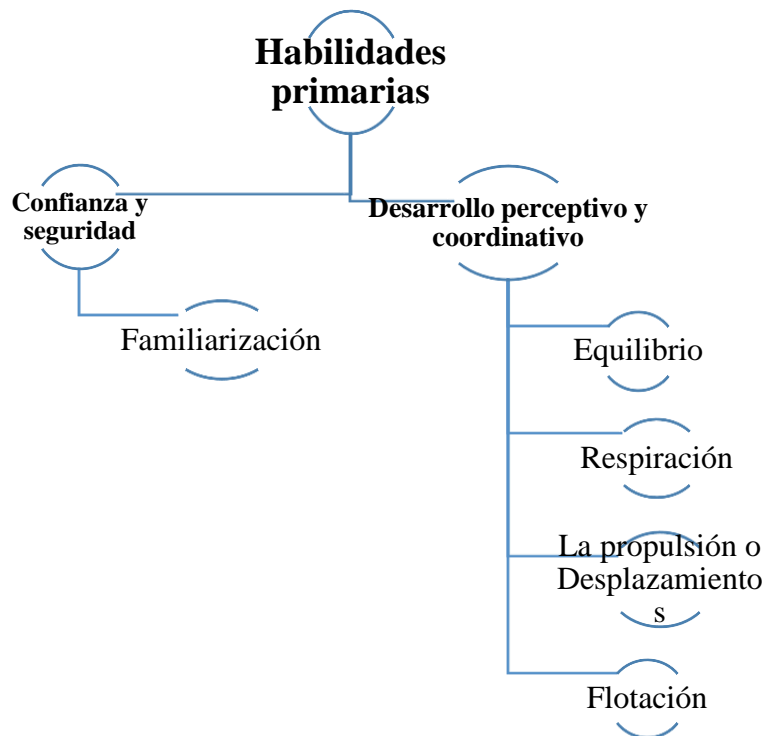 Habilidades
primarias
Confianza y
seguridad
Desarrollo perceptivo y
coordinativo
Familiarización
Equilibrio
Respiración
La propulsión o
Desplazamiento
s
Flotación